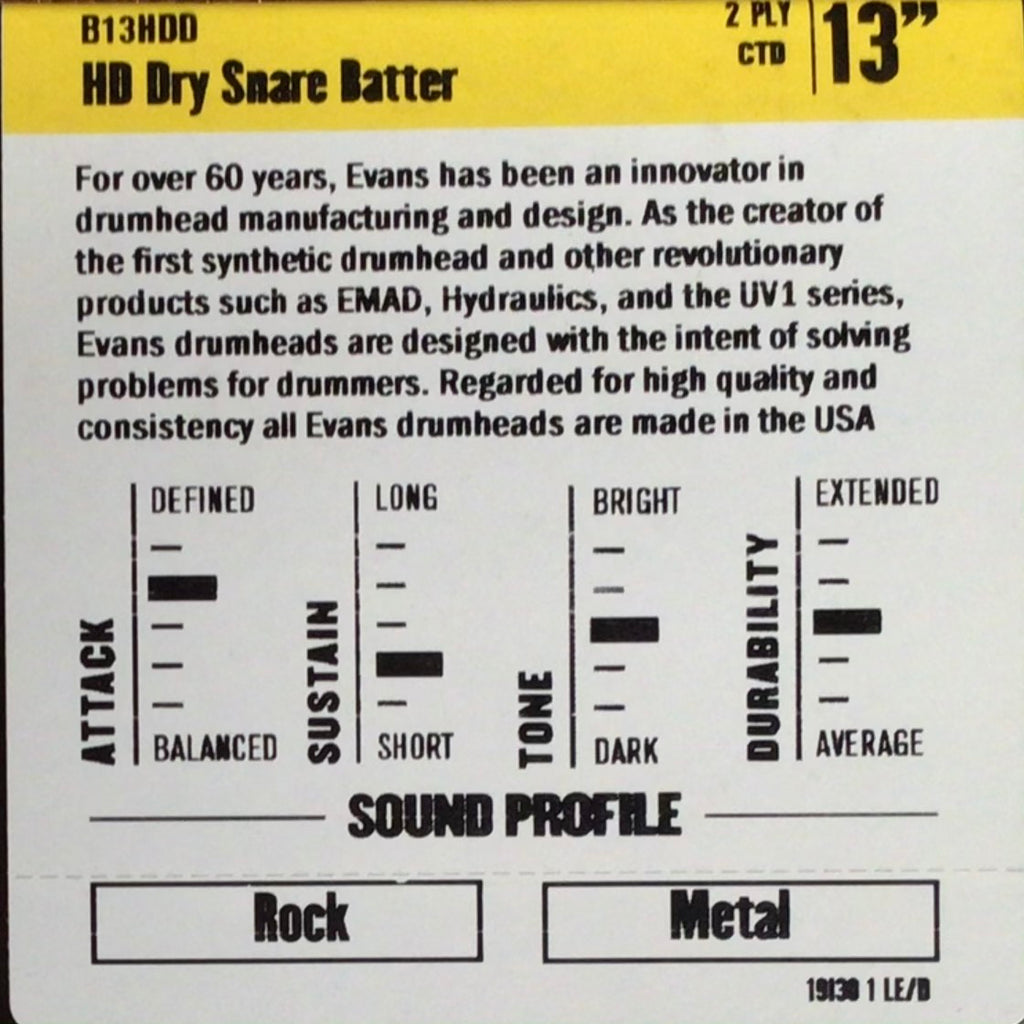 B13HDD
2 PLY
CTD
13”
HD Dry Snare Batter
For over 60 years, Evans has been an innovator in
drumhead manufacturing and design. As the creator of
the first synthetic drumhead and other revolutionary
products such as EMAD, Hydraulics, and the UV1 series,
Evans drumheads are designed with the intent of solving
problems for drummers. Regarded for high quality and
consistency all Evans drumheads are made in the USA
ATTACK
DEFINED
BALANCED
SUSTAIN
LONG
SHORT
TONE
BRIGHT
DARK
DURABILITY
EXTENDED
AVERAGE
SOUND PROFILE
Rock
Metal
1 LE/B